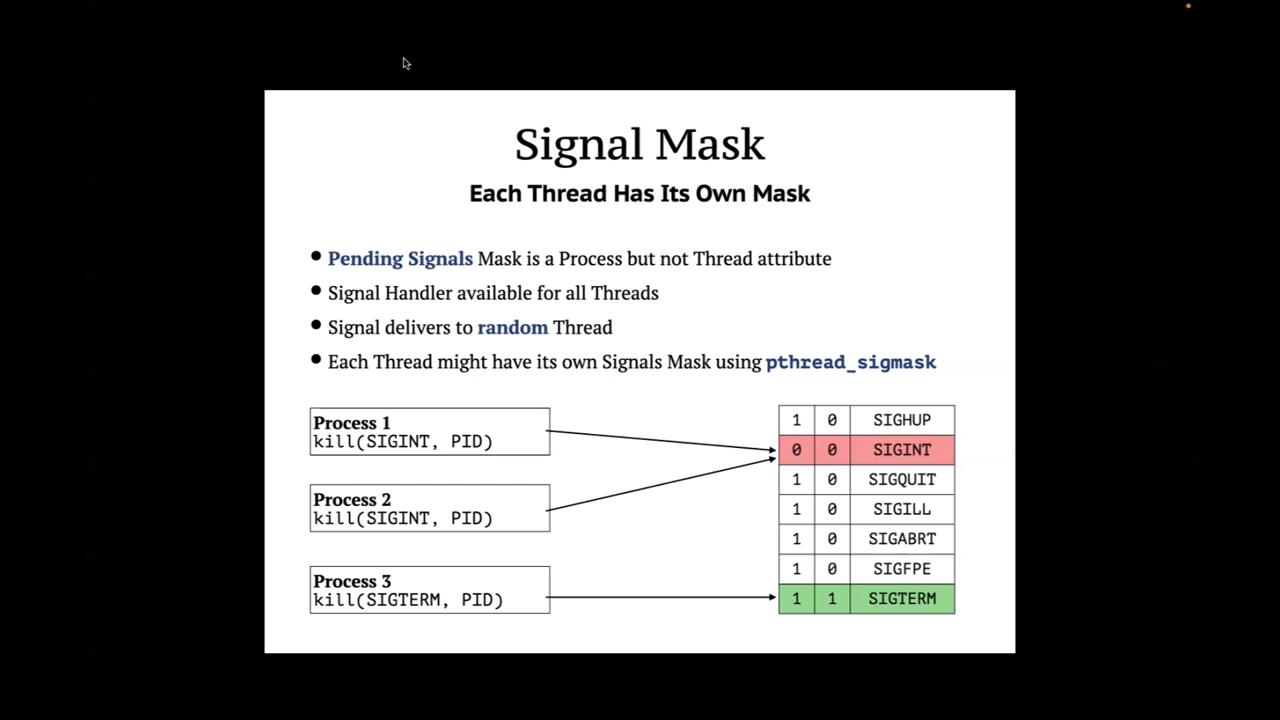 Signal Mask
Each Thread Has Its Own Mask
• Pending Signals Mask is a Process but not Thread attribute
• Signal Handler available for all Threads
• Signal delivers to random Thread
• Each Thread might have its own Signals Mask using pthread_sigmask
Process 1
kill(SIGINT, PID)
Process 2
kill(SIGINT, PID)
Process 3
kill(SIGTERM, PID)
1 0 SIGHUP
0 0 SIGINT
1 0 SIGQUIT
1 0 SIGILL
1 0 SIGABRT
1 0 SIGFPE
1 1 SIGTERM